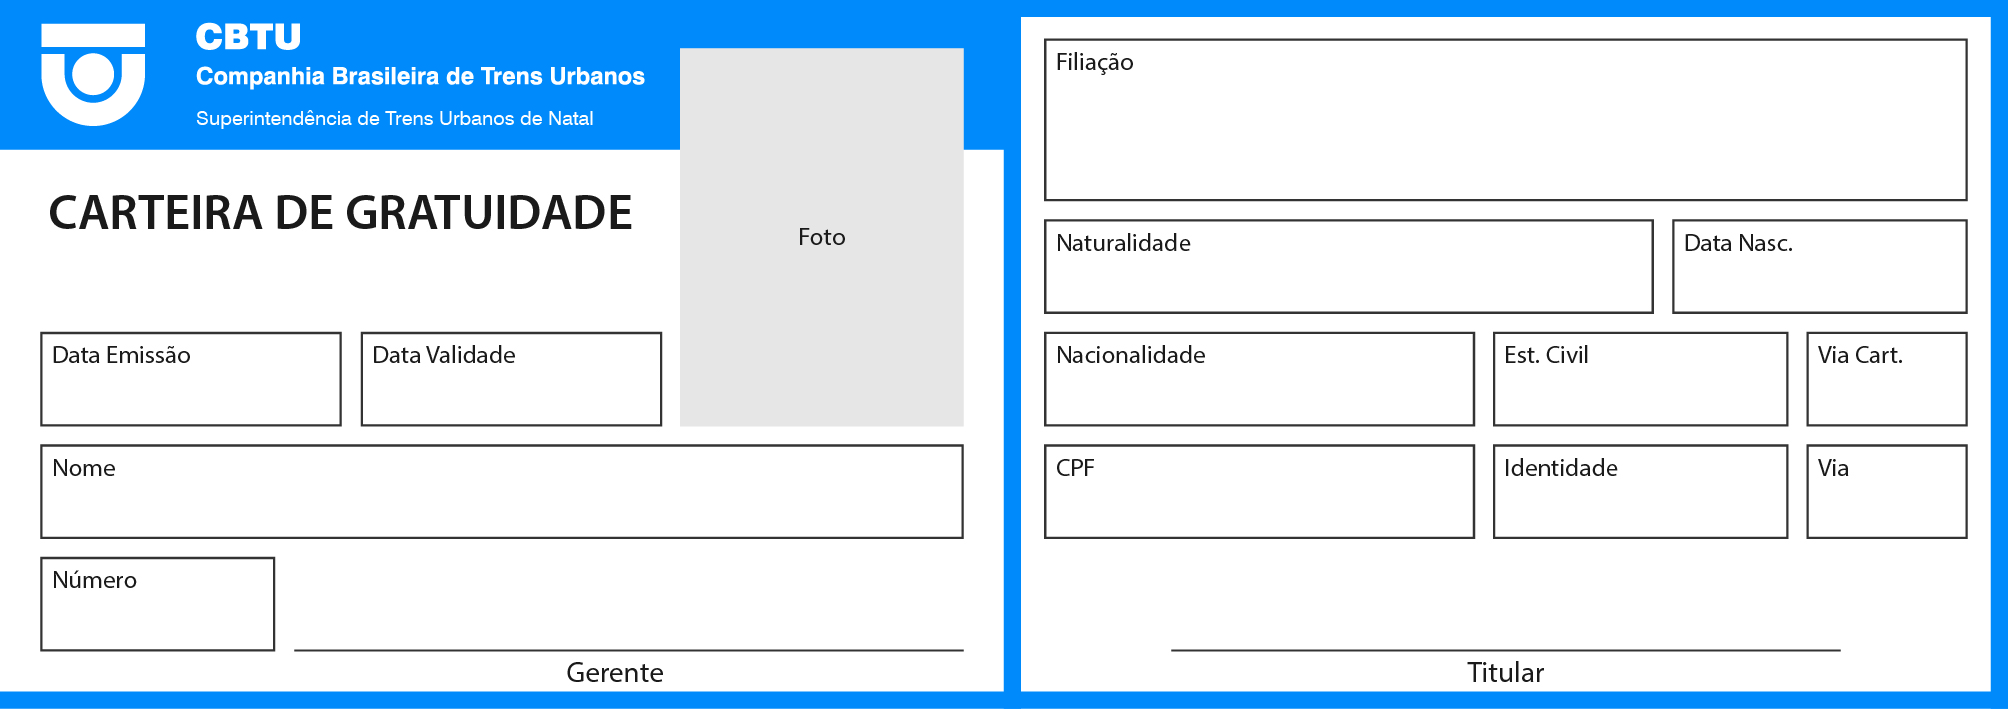 CBTU
Companhia Brasileira de Trens Urbanos
Superintendência de Trens Urbanos de Natal
CARTEIRA DE GRATUIDADE
Foto
Data Emissão
Data Validade
Nome
Número
Gerente
Filiação
Naturalidade
Data Nasc.
Nacionalidade
Est. Civil
Via Cart.
CPF
Identidade
Via
Titular